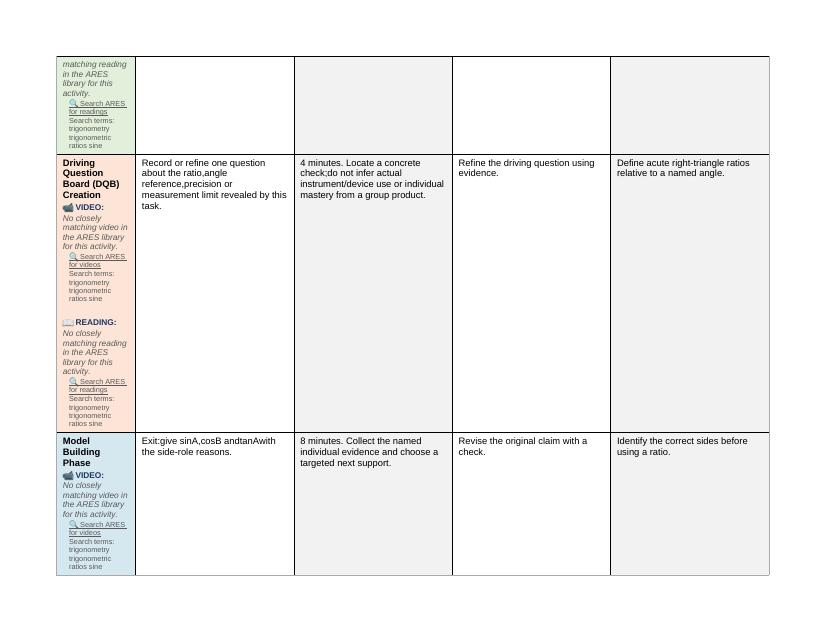 matching reading
in the ARES
library for this
activity.
🔍 Search ARES
for readings
Search terms:
trigonometry
trigonometric
ratios sine
Driving
Question
Board (DQB)
Creation
📹 VIDEO:
No closely
matching video in
the ARES library
for this activity.
🔍 Search ARES
for videos
Search terms:
trigonometry
trigonometric
ratios sine
📖 READING:
No closely
matching reading
in the ARES
library for this
activity.
🔍 Search ARES
for readings
Search terms:
trigonometry
trigonometric
ratios sine
Record or refine one question
about the ratio,angle
reference,precision or
measurement limit revealed by this
task.
4 minutes. Locate a concrete
check;do not infer actual
instrument/device use or individual
mastery from a group product.
Refine the driving question using
evidence.
Define acute right-triangle ratios
relative to a named angle.
Model
Building
Phase
📹 VIDEO:
No closely
matching video in
the ARES library
for this activity.
🔍 Search ARES
for videos
Search terms:
trigonometry
trigonometric
ratios sine
Exit:give sinA,cosB andtanAwith
the side-role reasons.
8 minutes. Collect the named
individual evidence and choose a
targeted next support.
Revise the original claim with a
check.
Identify the correct sides before
using a ratio.